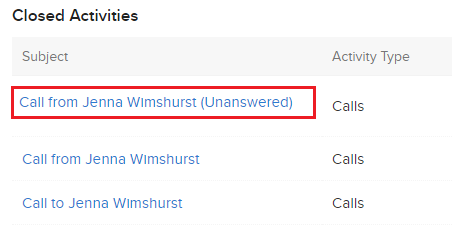 Closed Activities
Subject Activity Type
Call from Jenna Wimshurst (Unanswered) Calls
Call from Jenna Wimshurst Calls
Call to Jenna Wimshurst Calls